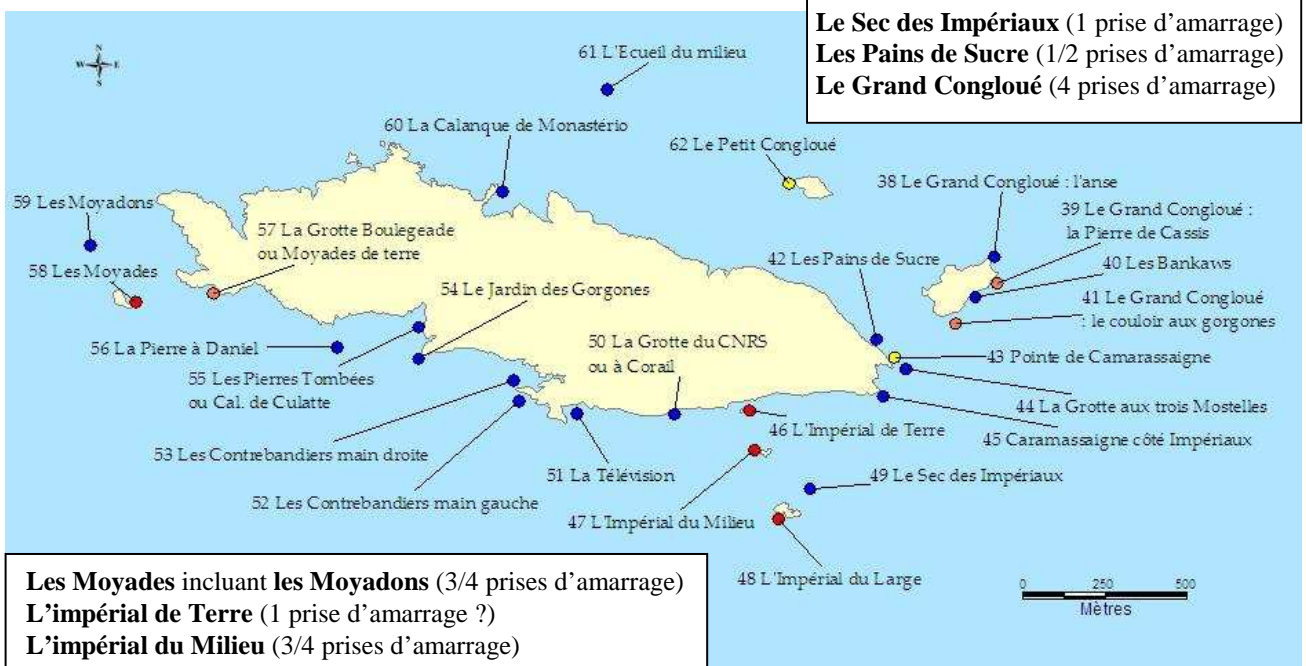 Le Sec des Impériaux (1 prise d’amarrage)
Les Pains de Sucre (1/2 prises d’amarrage)
Le Grand Congloué (4 prises d’amarrage)
N
W E
S
61 L'Ecueil du milieu
60 La Calanque de Monastério
62 Le Petit Congloué
38 Le Grand Congloué : l'anse
39 Le Grand Congloué :
la Pierre de Cassis
40 Les Bankaws
41 Le Grand Congloué
: le couloir aux gorgones
59 Les Moyadons
57 La Grotte Boulegeade
ou Moyades de terre
58 Les Moyades
42 Les Pains de Sucre
54 Le Jardin des Gorgones
56 La Pierre à Daniel
50 La Grotte du CNRS
ou à Corail
43 Pointe de Camarassaigne
55 Les Pierres Tombées
ou Cal. de Culatte
44 La Grotte aux trois Mostelles
46 L'Impérial de Terre
45 Caramassaigne côté Impériaux
53 Les Contrebandiers main droite
51 La Télévision
49 Le Sec des Impériaux
52 Les Contrebandiers main gauche
47 L'Impérial du Milieu
48 L'Impérial du Large
0 250 500
Mètres
Les Moyades incluant les Moyadons (3/4 prises d’amarrage)
L’impérial de Terre (1 prise d’amarrage ?)
L’impérial du Milieu (3/4 prises d’amarrage)